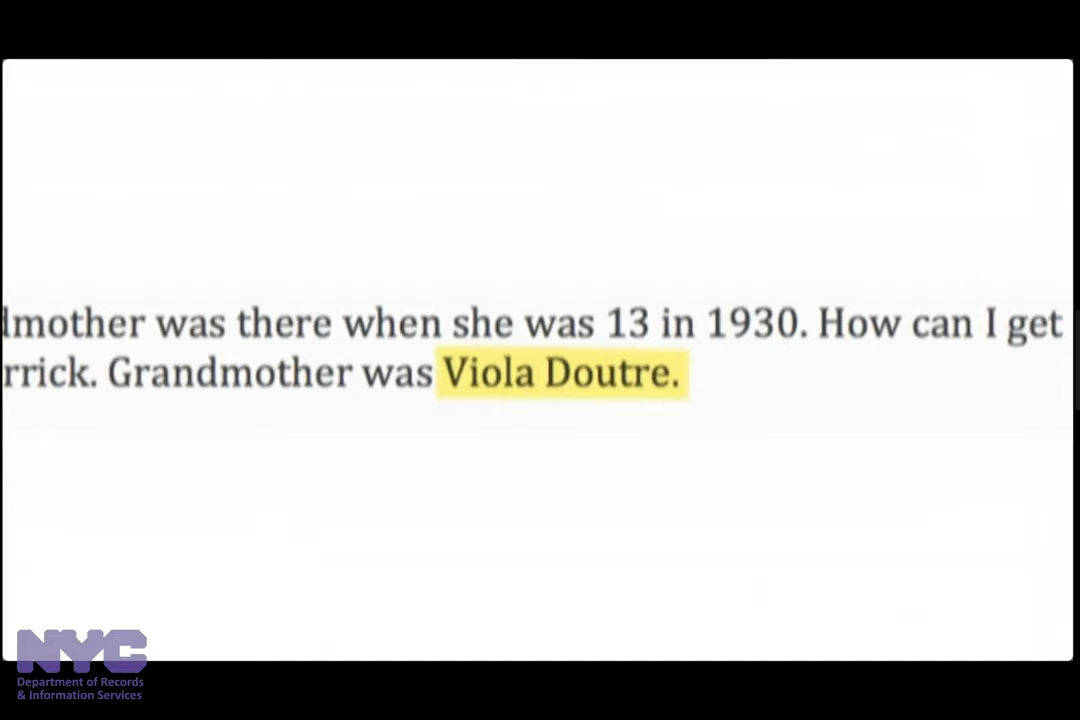 dmother was there when she was 13 in 1930. How can I get
rrick. Grandmother was Viola Doutre.
NYC
Department of Records
& Information Services